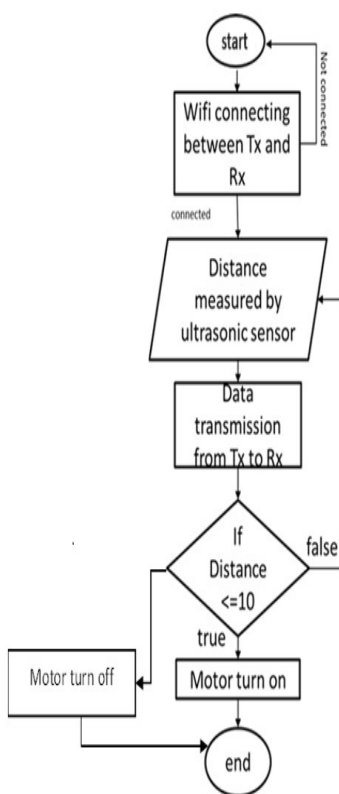 start
Not connected
Wifi connecting
between Tx and
Rx
connected
Distance
measured by
ultrasonic sensor
Data
transmission
from Tx to Rx
If
Distance
<=10
false
true
Motor turn off
Motor turn on
end